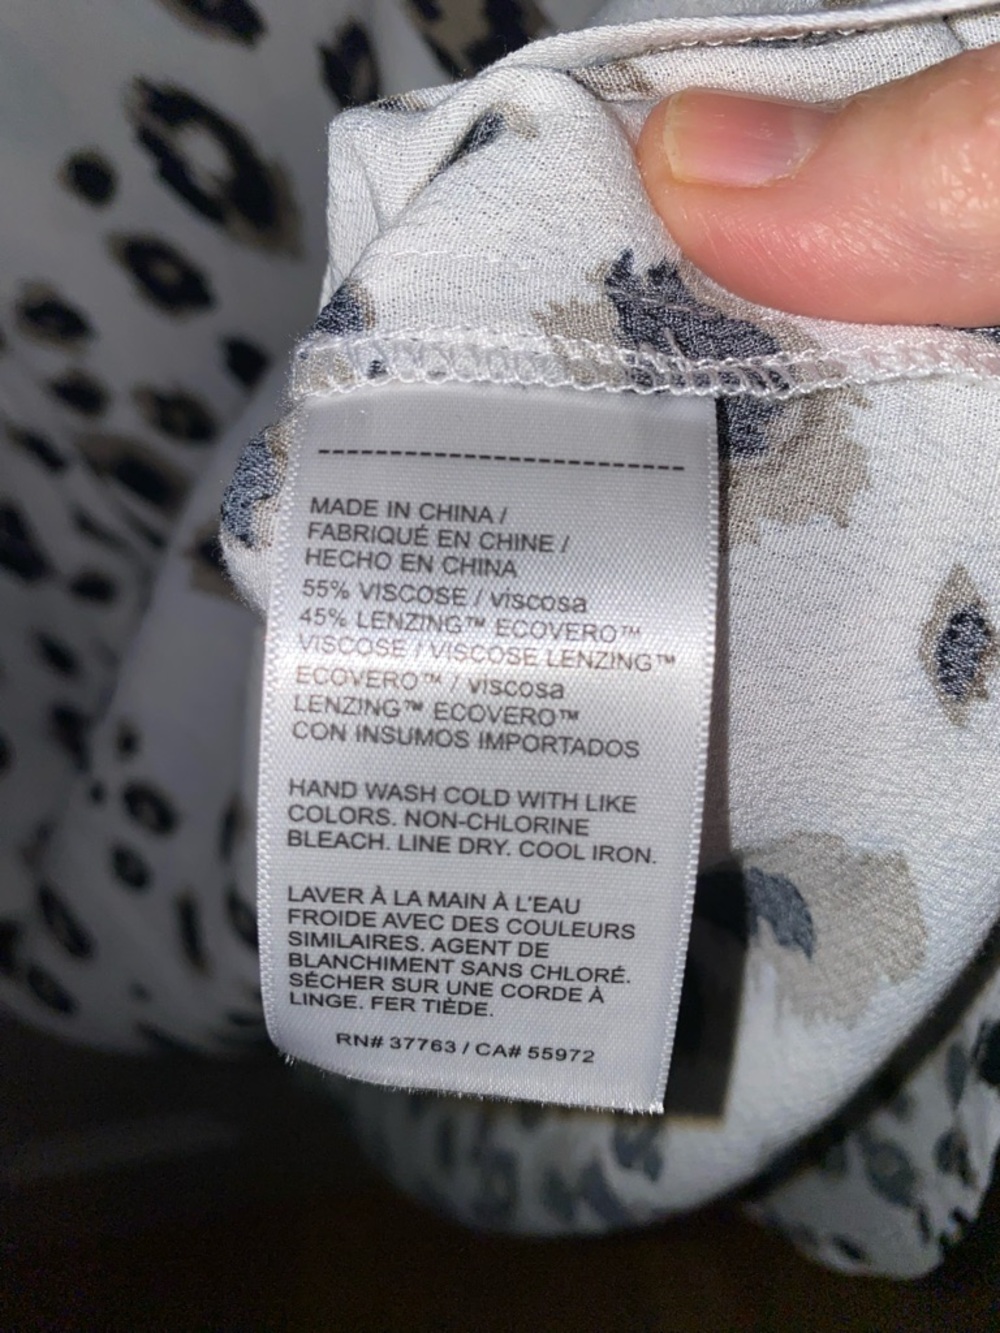 MADE IN CHINA /
FABRIQUÉ EN CHINE /
HECHO EN CHINA
55% VISCOSE / viscosa
45% LENZING™ ECOVERO™
VISCOSE / VISCOSE LENZING™
ECOVERO™ / viscosa
LENZING™ ECOVERO™
CON INSUMOS IMPORTADOS
HAND WASH COLD WITH LIKE
COLORS. NON-CHLORINE
BLEACH. LINE DRY. COOL IRON.
LAVER À LA MAIN À L'EAU
FROIDE AVEC DES COULEURS
SIMILAIRES. AGENT DE
BLANCHIMENT SANS CHLORÉ.
SÉCHER SUR UNE CORDE À
LINGE. FER TIÈDE.
RN# 37763 / CA# 55972